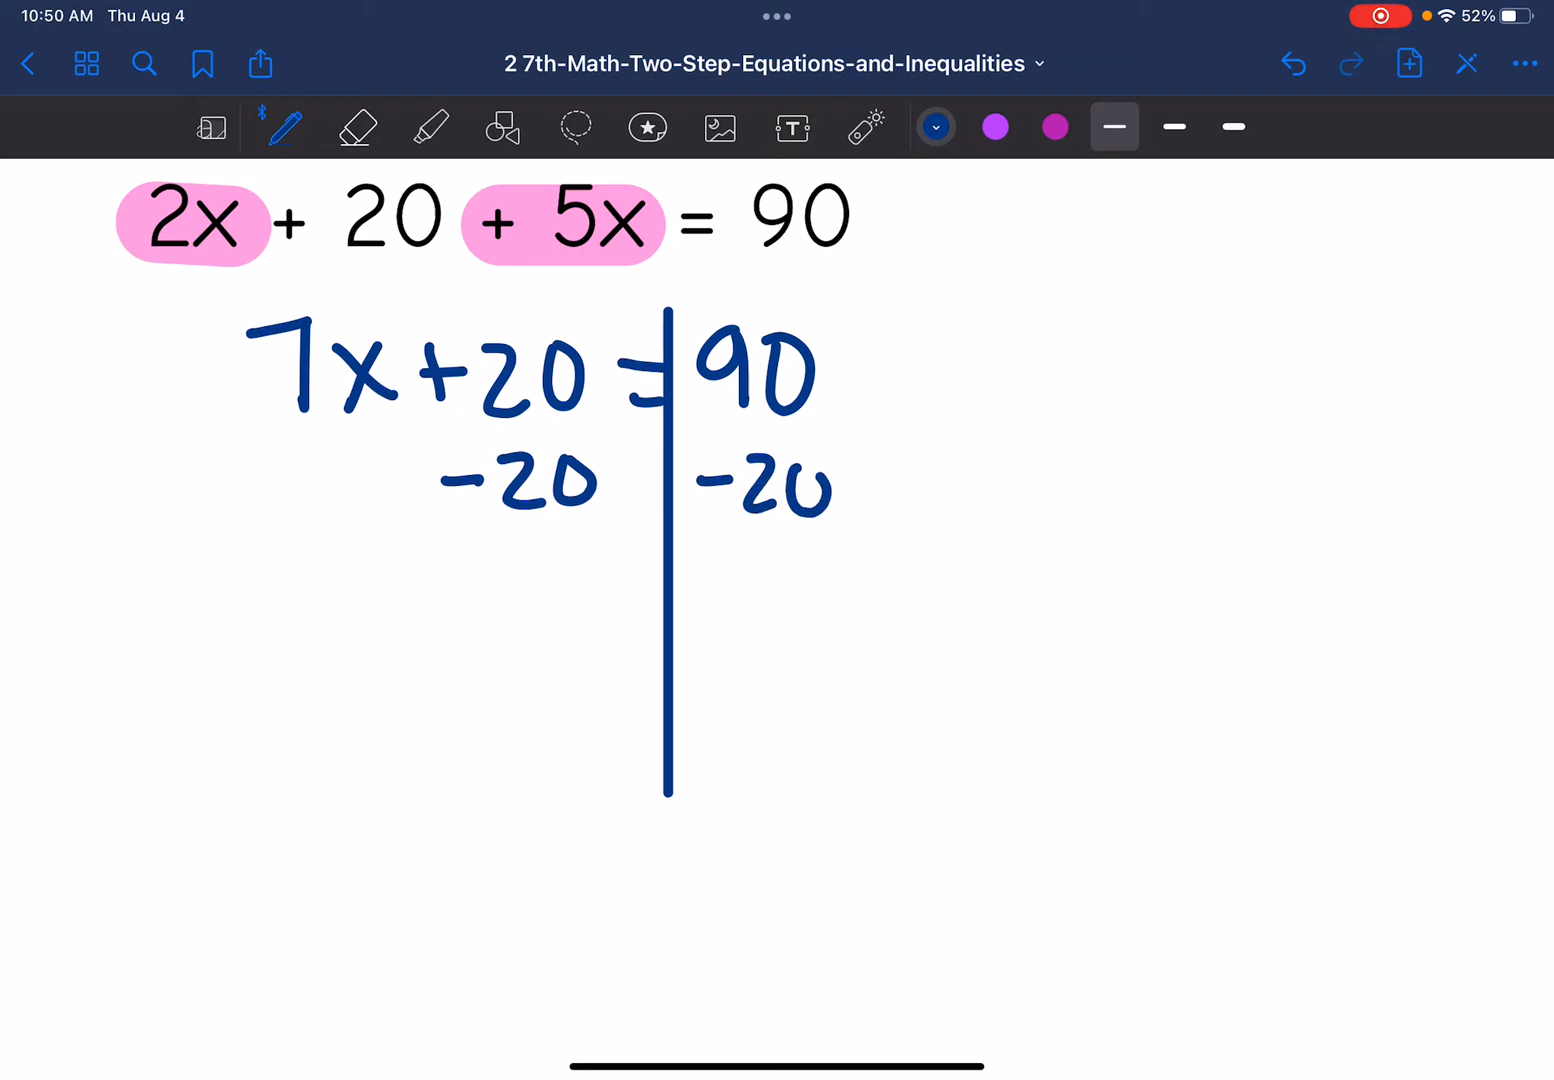 10:50 AM Thu Aug 4
52%
2 7th-Math-Two-Step-Equations-and-Inequalities
T
2x + 20 + 5x = 90
7x+20 = 90
-20 -20